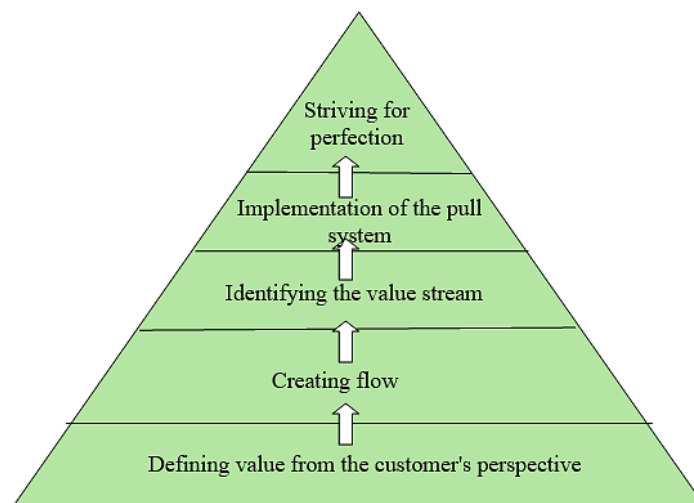 Striving for
perfection
Implementation of the pull
system
Identifying the value stream
Creating flow
Defining value from the customer's perspective